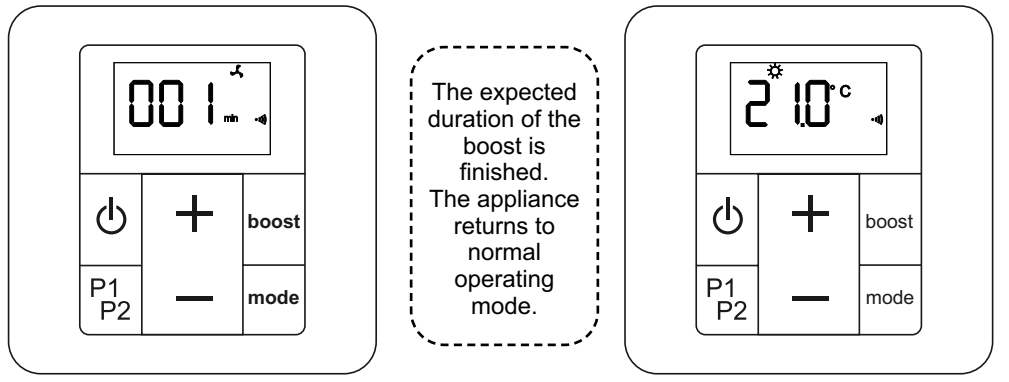 001 min
boost
P1
P2
mode
The expected
duration of the
boost is
finished.
The appliance
returns to
normal
operating
mode.
21.0°C
boost
P1
P2
mode